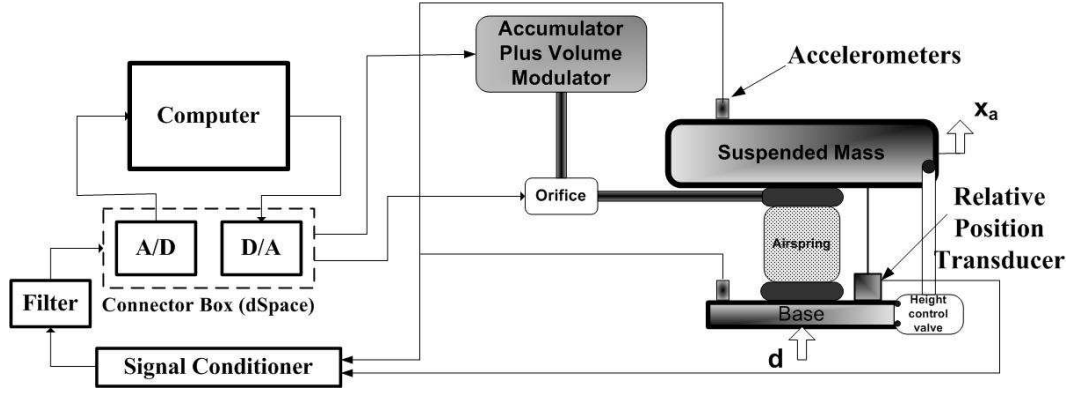 Accumulator
Plus Volume
Modulator
Accelerometers
Computer
x_a
Suspended Mass
Orifice
Relative
Position
Transducer
A/D
D/A
Airspring
Filter
Connector Box (dSpace)
Base
Height
control
valve
d
Signal Conditioner